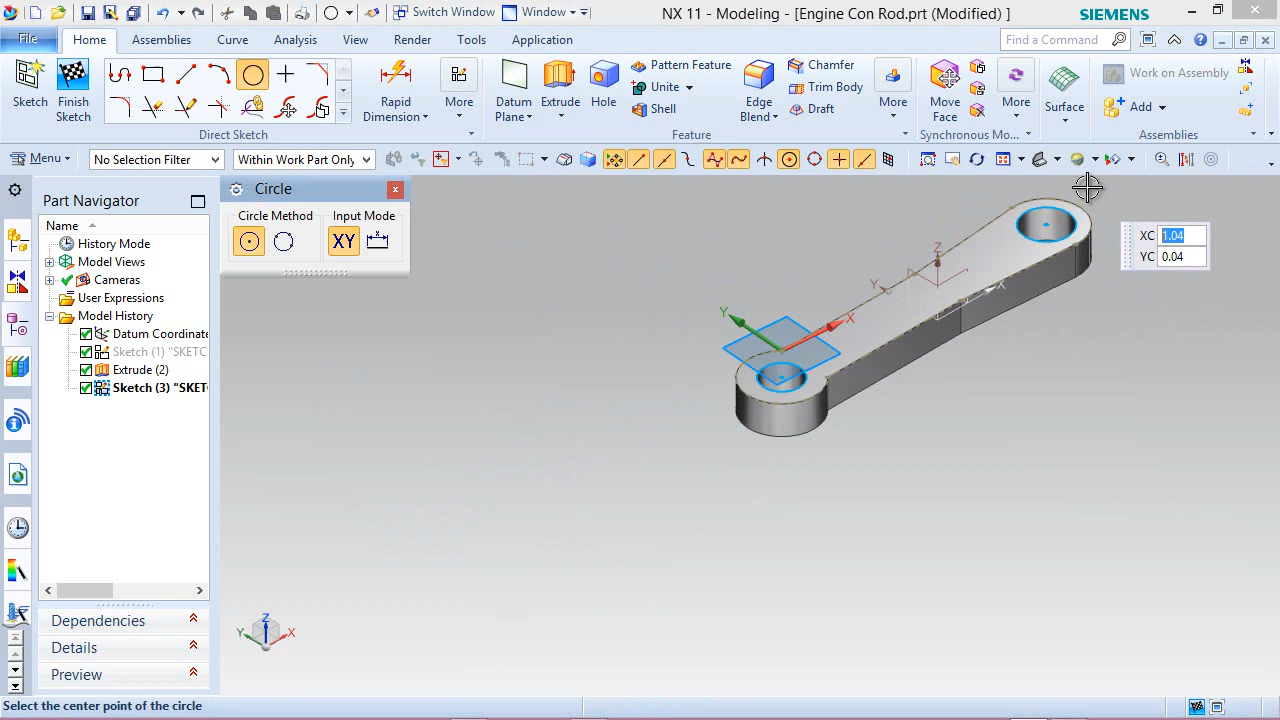 Switch Window Window NX 11 - Modeling - [Engine Con Rod.prt (Modified) ] SIEMENS
File Home Assemblies Curve Analysis View Render Tools Application Find a Command
Sketch Finish Sketch Rapid Dimension More Datum Plane Extrude Hole Pattern Feature Unite Shell Edge Blend Chamfer Trim Body Draft More Move Face More Surface Work on Assembly Add
Direct Sketch Feature Synchronous Mo... Assemblies
Menu No Selection Filter Within Work Part Only
Part Navigator
Name
History Mode
Model Views
Cameras
User Expressions
Model History
Datum Coordinate
Sketch (1) "SKETC
Extrude (2)
Sketch (3) "SKET
Dependencies
Details
Preview
Circle
Circle Method Input Mode
XY
XC 1.04
YC 0.04
Z
Y
X
Y
X
Z
Y
X
Select the center point of the circle